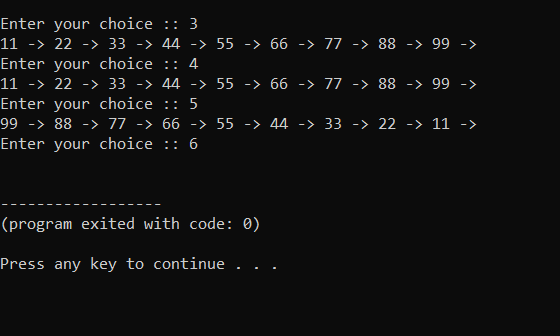 Enter your choice :: 3
11 -> 22 -> 33 -> 44 -> 55 -> 66 -> 77 -> 88 -> 99 ->
Enter your choice :: 4
11 -> 22 -> 33 -> 44 -> 55 -> 66 -> 77 -> 88 -> 99 ->
Enter your choice :: 5
99 -> 88 -> 77 -> 66 -> 55 -> 44 -> 33 -> 22 -> 11 ->
Enter your choice :: 6
------------------
(program exited with code: 0)
Press any key to continue . . .